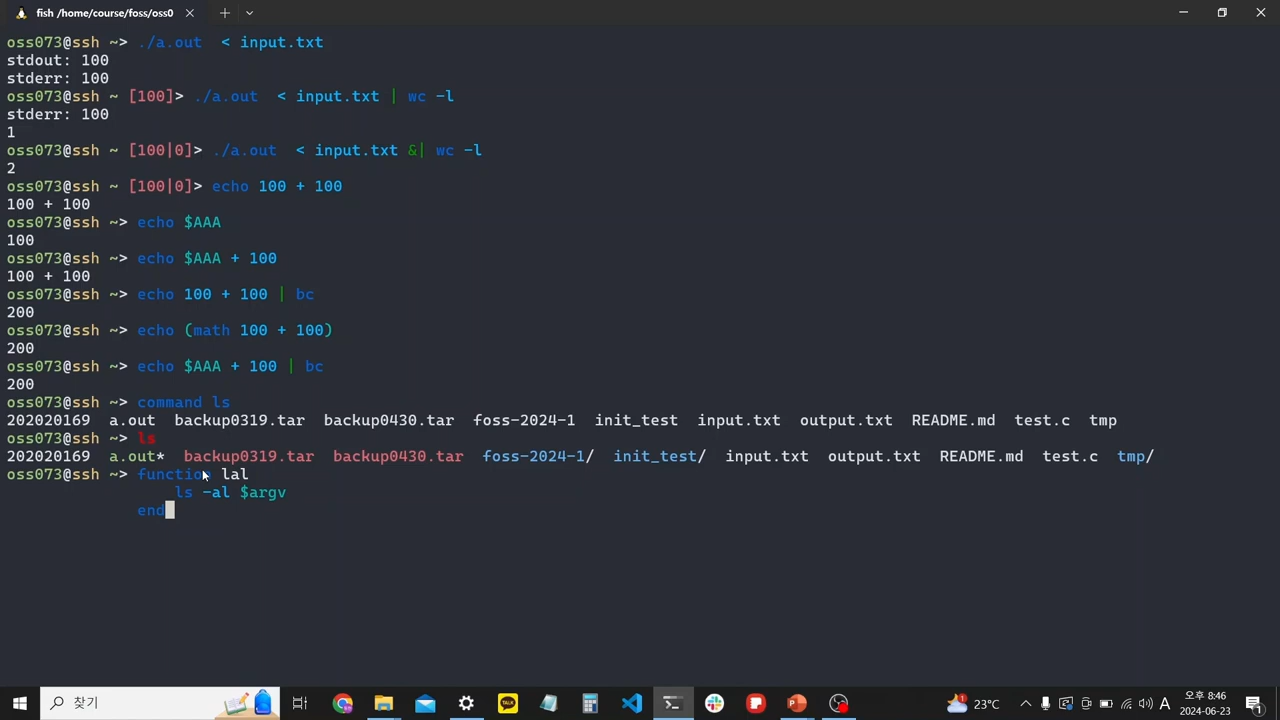 fish /home/course/foss/oss0
oss073@ssh ~> ./a.out  < input.txt
stdout: 100
stderr: 100
oss073@ssh ~ [100]> ./a.out  < input.txt | wc -l
stderr: 100
1
oss073@ssh ~ [100|0]> ./a.out  < input.txt &| wc -l
2
oss073@ssh ~ [100|0]> echo 100 + 100
100 + 100
oss073@ssh ~> echo $AAA
100
oss073@ssh ~> echo $AAA + 100
100 + 100
oss073@ssh ~> echo 100 + 100 | bc
200
oss073@ssh ~> echo (math 100 + 100)
200
oss073@ssh ~> echo $AAA + 100 | bc
200
oss073@ssh ~> command ls
202020169  a.out  backup0319.tar  backup0430.tar  foss-2024-1  init_test  input.txt  output.txt  README.md  test.c  tmp
oss073@ssh ~> ls
202020169  a.out*  backup0319.tar  backup0430.tar  foss-2024-1/  init_test/  input.txt  output.txt  README.md  test.c  tmp/
oss073@ssh ~> function lal
ls -al $argv
end
찾기
TALK
23°C
A
오후 8:46
2024-06-23
1